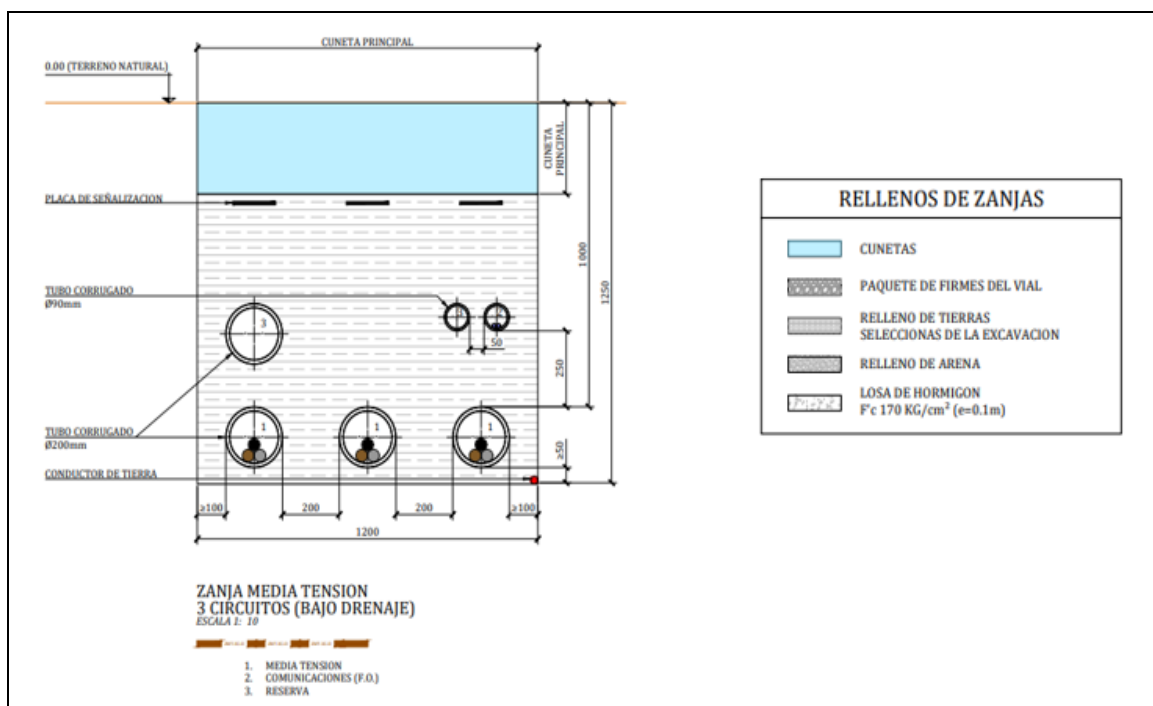 CUNETA PRINCIPAL
0.00 (TERRENO NATURAL)
CUNETA
PRINCIPAL
PLACA DE SEÑALIZACION
1000
1250
TUBO CORRUGADO
Ø90mm
3
50
250
TUBO CORRUGADO
Ø200mm
1
1
1
≥50
CONDUCTOR DE TIERRA
≥100
200
200
≥100
1200
ZANJA MEDIA TENSION
3 CIRCUITOS (BAJO DRENAJE)
ESCALA 1: 10
1. MEDIA TENSION
2. COMUNICACIONES (F.O.)
3. RESERVA
RELLENOS DE ZANJAS
CUNETAS
PAQUETE DE FIRMES DEL VIAL
RELLENO DE TIERRAS
SELECCIONAS DE LA EXCAVACION
RELLENO DE ARENA
LOSA DE HORMIGON
F'c 170 KG/cm² (e=0.1m)